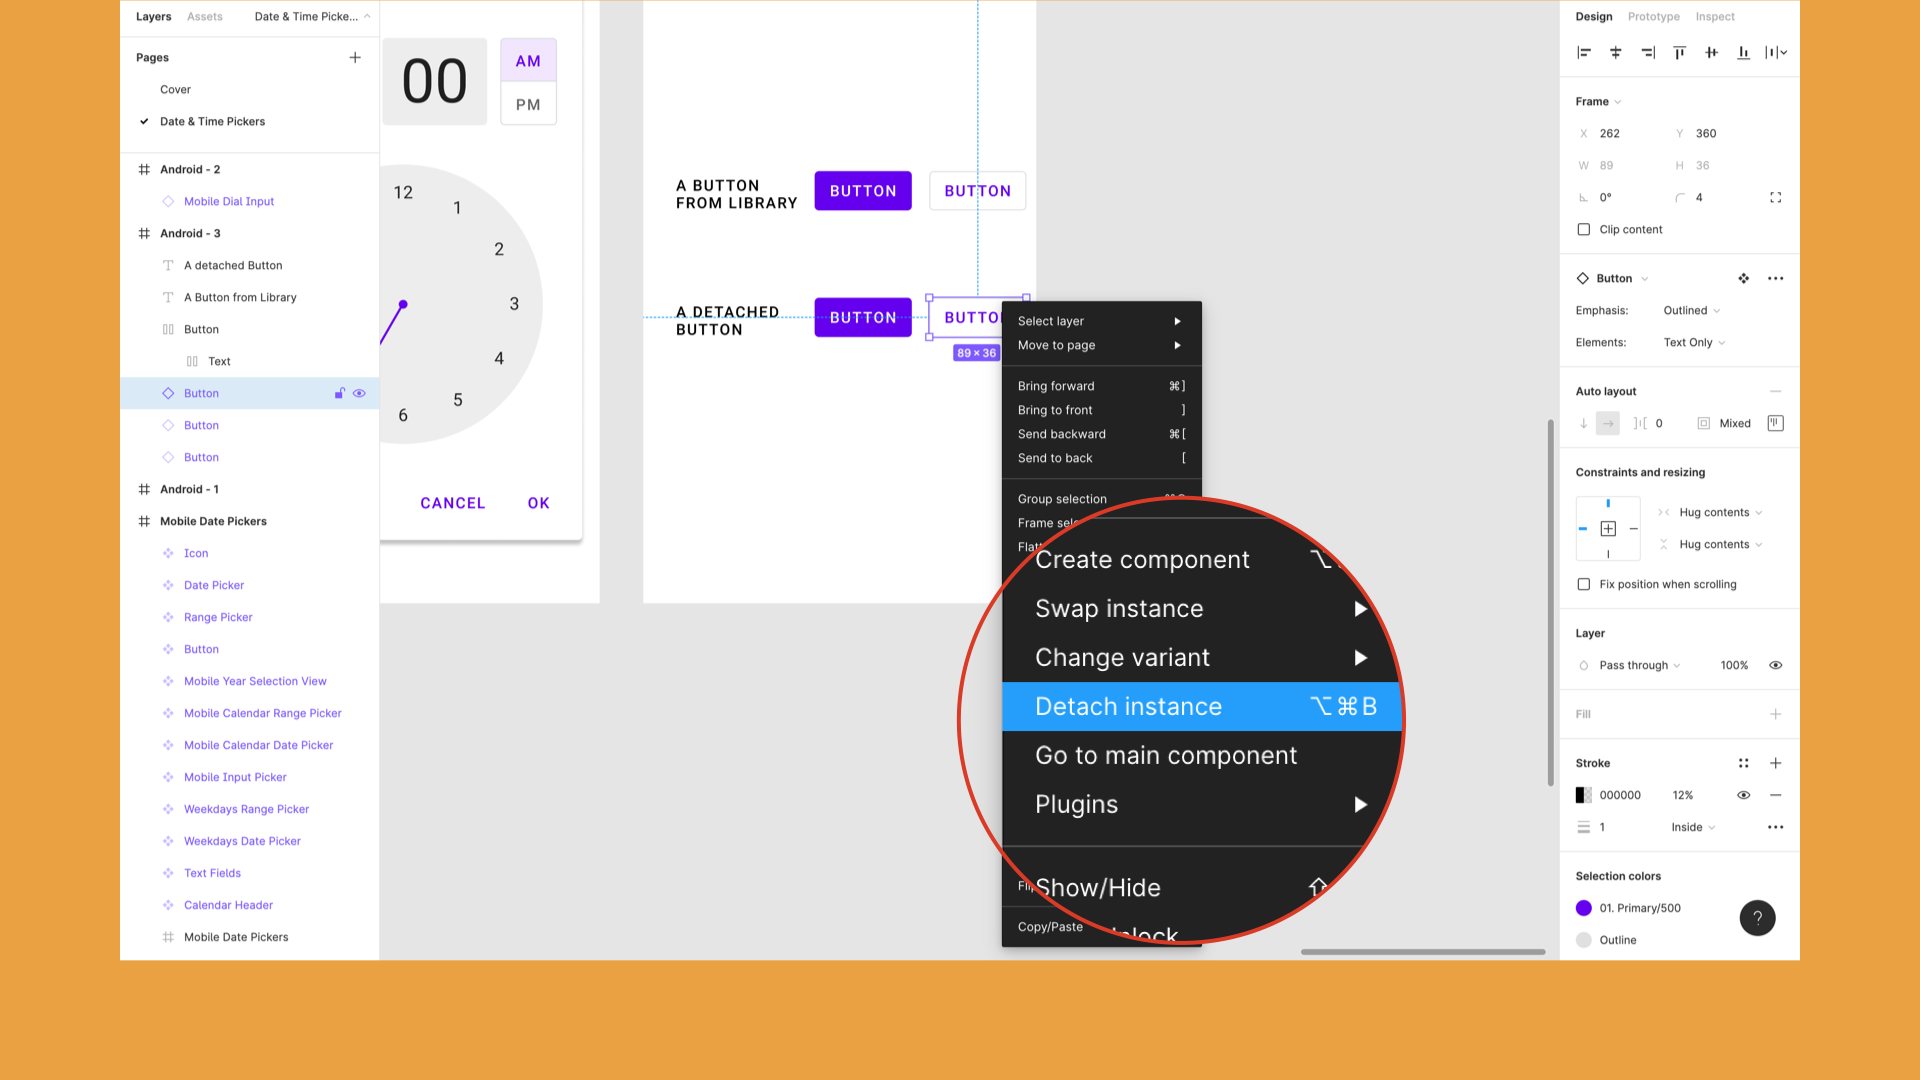 Layers Assets Date & Time Picke...
Pages
Cover
Date & Time Pickers
Android - 2
Mobile Dial Input
Android - 3
A detached Button
A Button from Library
Button
Text
Button
Button
Button
Android - 1
Mobile Date Pickers
Icon
Date Picker
Range Picker
Button
Mobile Year Selection View
Mobile Calendar Range Picker
Mobile Calendar Date Picker
Mobile Input Picker
Weekdays Range Picker
Weekdays Date Picker
Text Fields
Calendar Header
Mobile Date Pickers
00
AM
PM
12
1
2
3
4
5
6
CANCEL OK
A BUTTON
FROM LIBRARY
BUTTON BUTTON
A DETACHED
BUTTON
BUTTON BUTTO
89 × 36
Select layer
Move to page
Bring forward ⌘]
Bring to front ]
Send backward ⌘[
Send to back [
Group selection
Frame sele
Flatt
Create component ⌥
Swap instance
Change variant
Detach instance ⌥⌘B
Go to main component
Plugins
Flip
Show/Hide ⇧
Copy/Paste
Design Prototype Inspect
Frame
X 262 Y 360
W 89 H 36
0° 4
Clip content
Button
Emphasis: Outlined
Elements: Text Only
Auto layout
0 Mixed
Constraints and resizing
Hug contents
Hug contents
Fix position when scrolling
Layer
Pass through 100%
Fill
Stroke
000000 12%
1 Inside
Selection colors
01. Primary/500
Outline
?